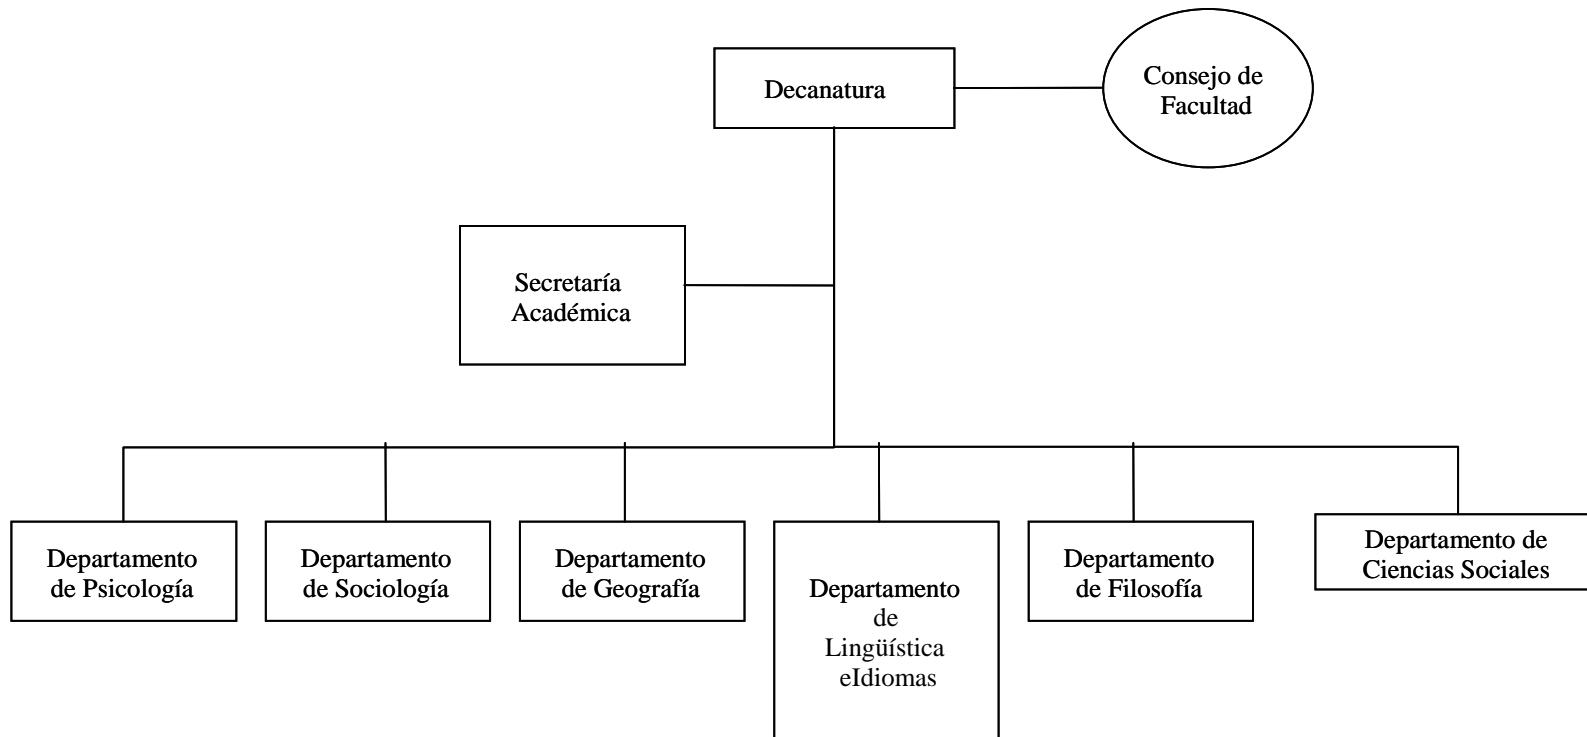 Decanatura
Consejo de
Facultad
Secretaría
Académica
Departamento
de Psicología
Departamento
de Sociología
Departamento
de Geografía
Departamento
de
Lingüística
eIdiomas
Departamento
de Filosofía
Departamento de
Ciencias Sociales